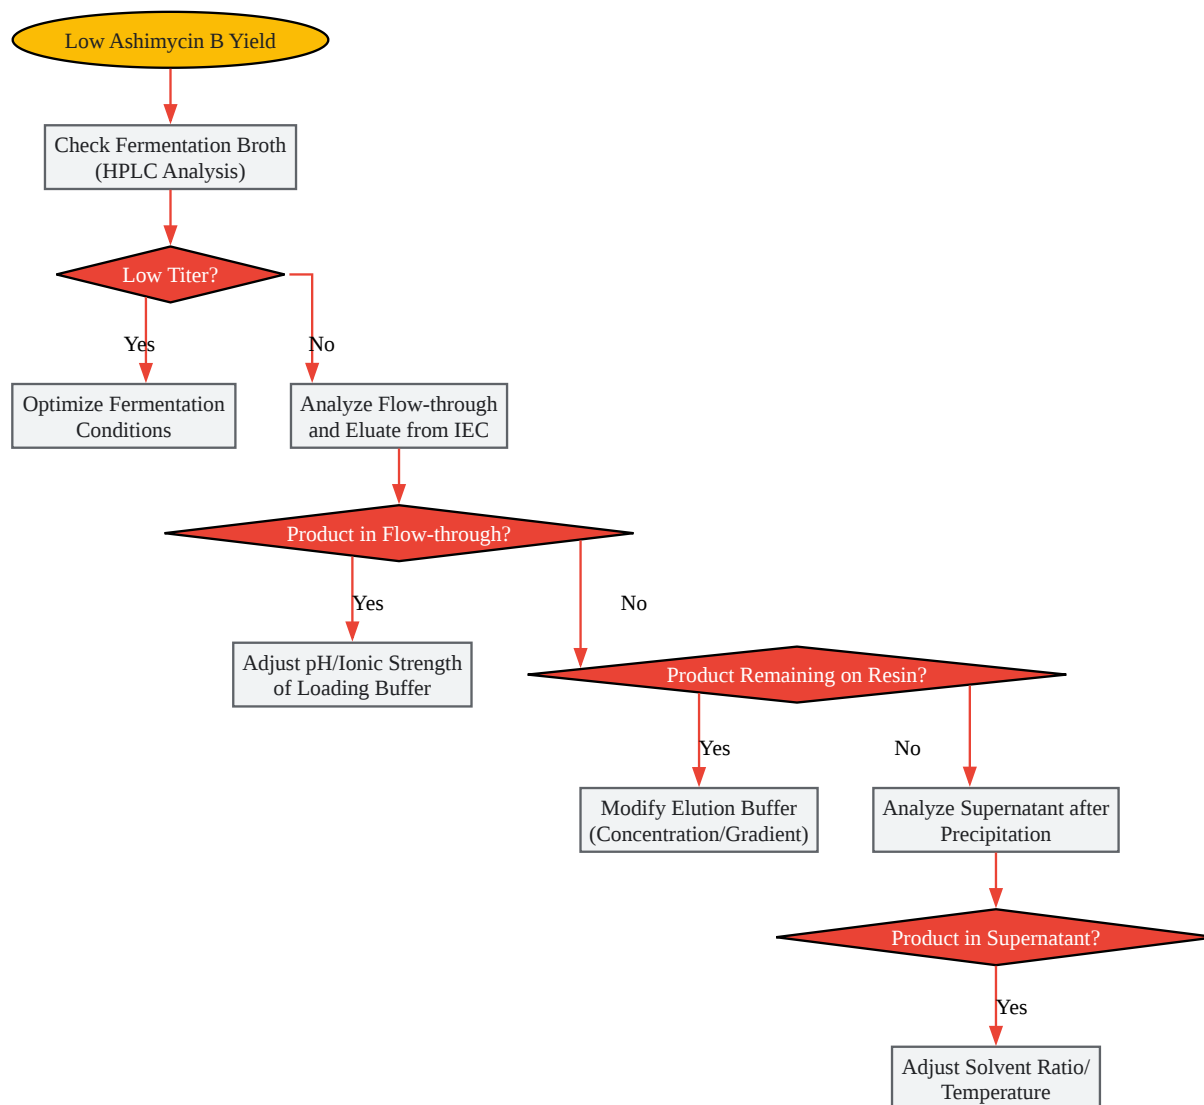 Low Ashimycin B Yield
Check Fermentation Broth
(HPLC Analysis)
Low Titer?
Yes
No
Optimize Fermentation
Conditions
Analyze Flow-through
and Eluate from IEC
Product in Flow-through?
Yes
No
Adjust pH/Ionic Strength
of Loading Buffer
Product Remaining on Resin?
Yes
No
Modify Elution Buffer
(Concentration/Gradient)
Analyze Supernatant after
Precipitation
Product in Supernatant?
Yes
Adjust Solvent Ratio/
Temperature